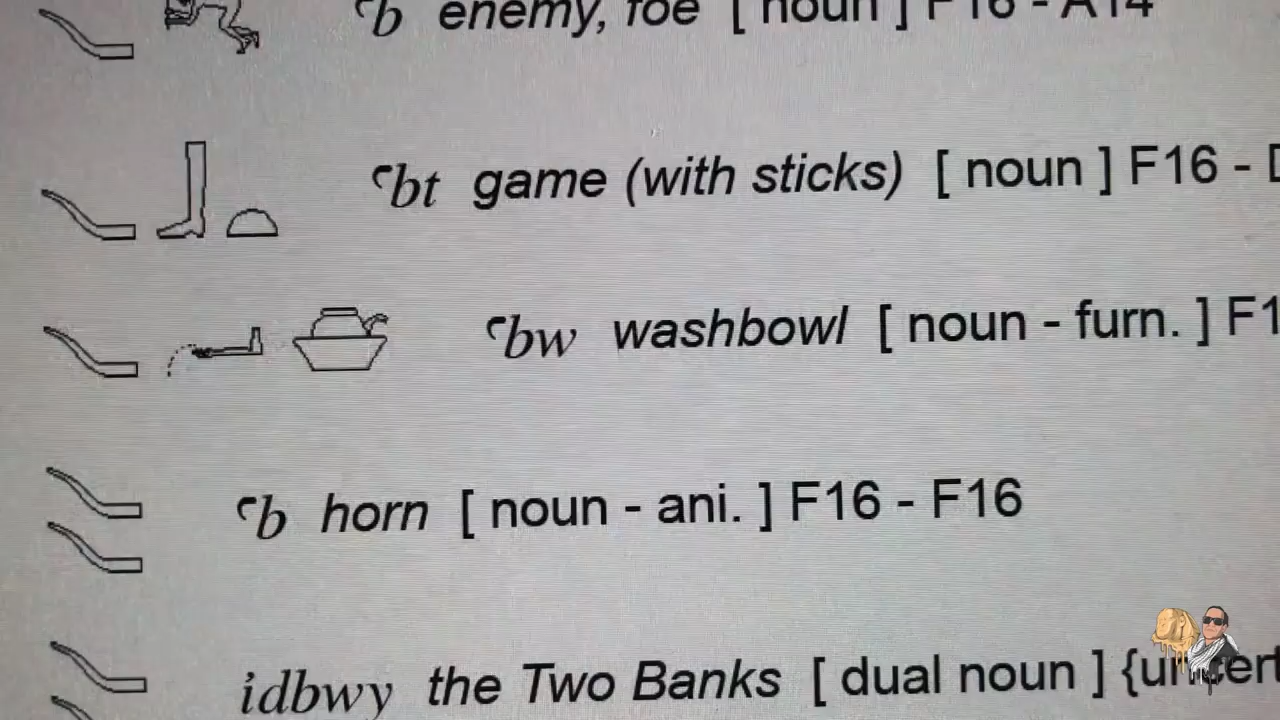 ꜥb enemy, foe [ noun ] F16 - A14
ꜥbt game (with sticks) [ noun ] F16 -
ꜥbw washbowl [ noun - furn. ]
ꜥb horn [ noun - ani. ] F16 - F16
idbwy the Two Banks [ dual noun ]